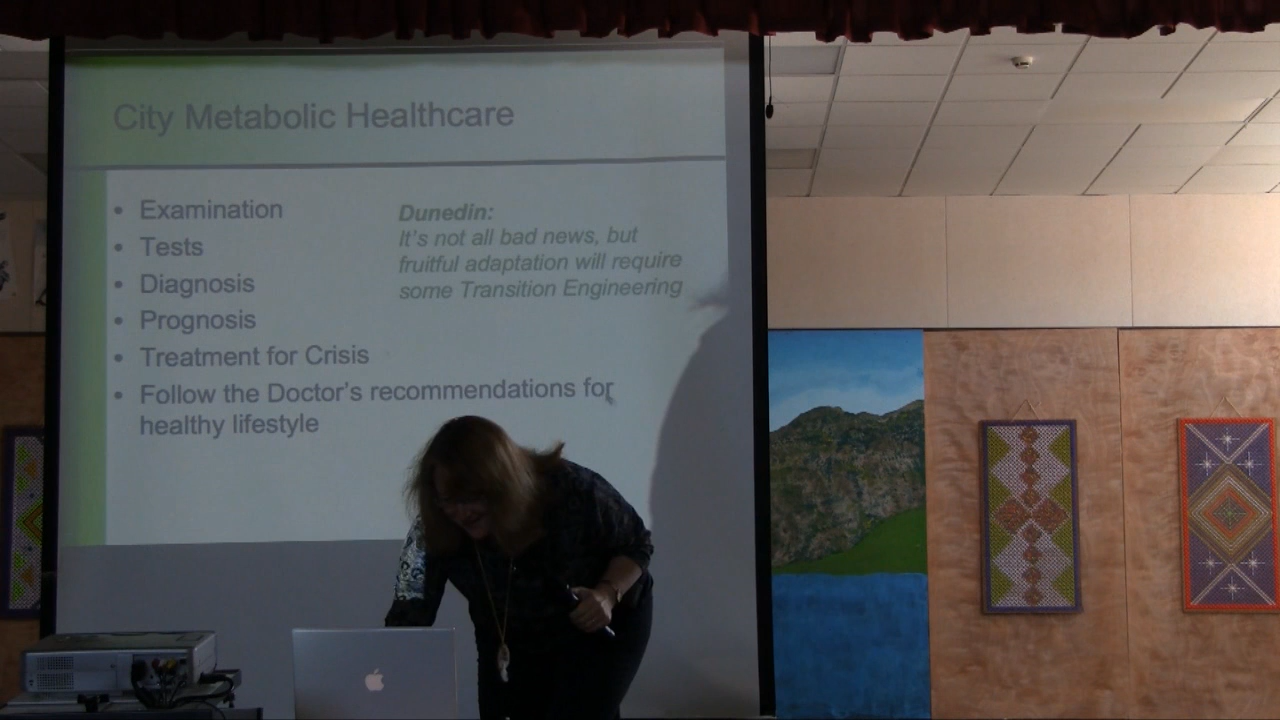 City Metabolic Healthcare
• Examination
• Tests
• Diagnosis
• Prognosis
• Treatment for Crisis
• Follow the Doctor's recommendations for
healthy lifestyle
Dunedin:
It's not all bad news, but
fruitful adaptation will require
some Transition Engineering